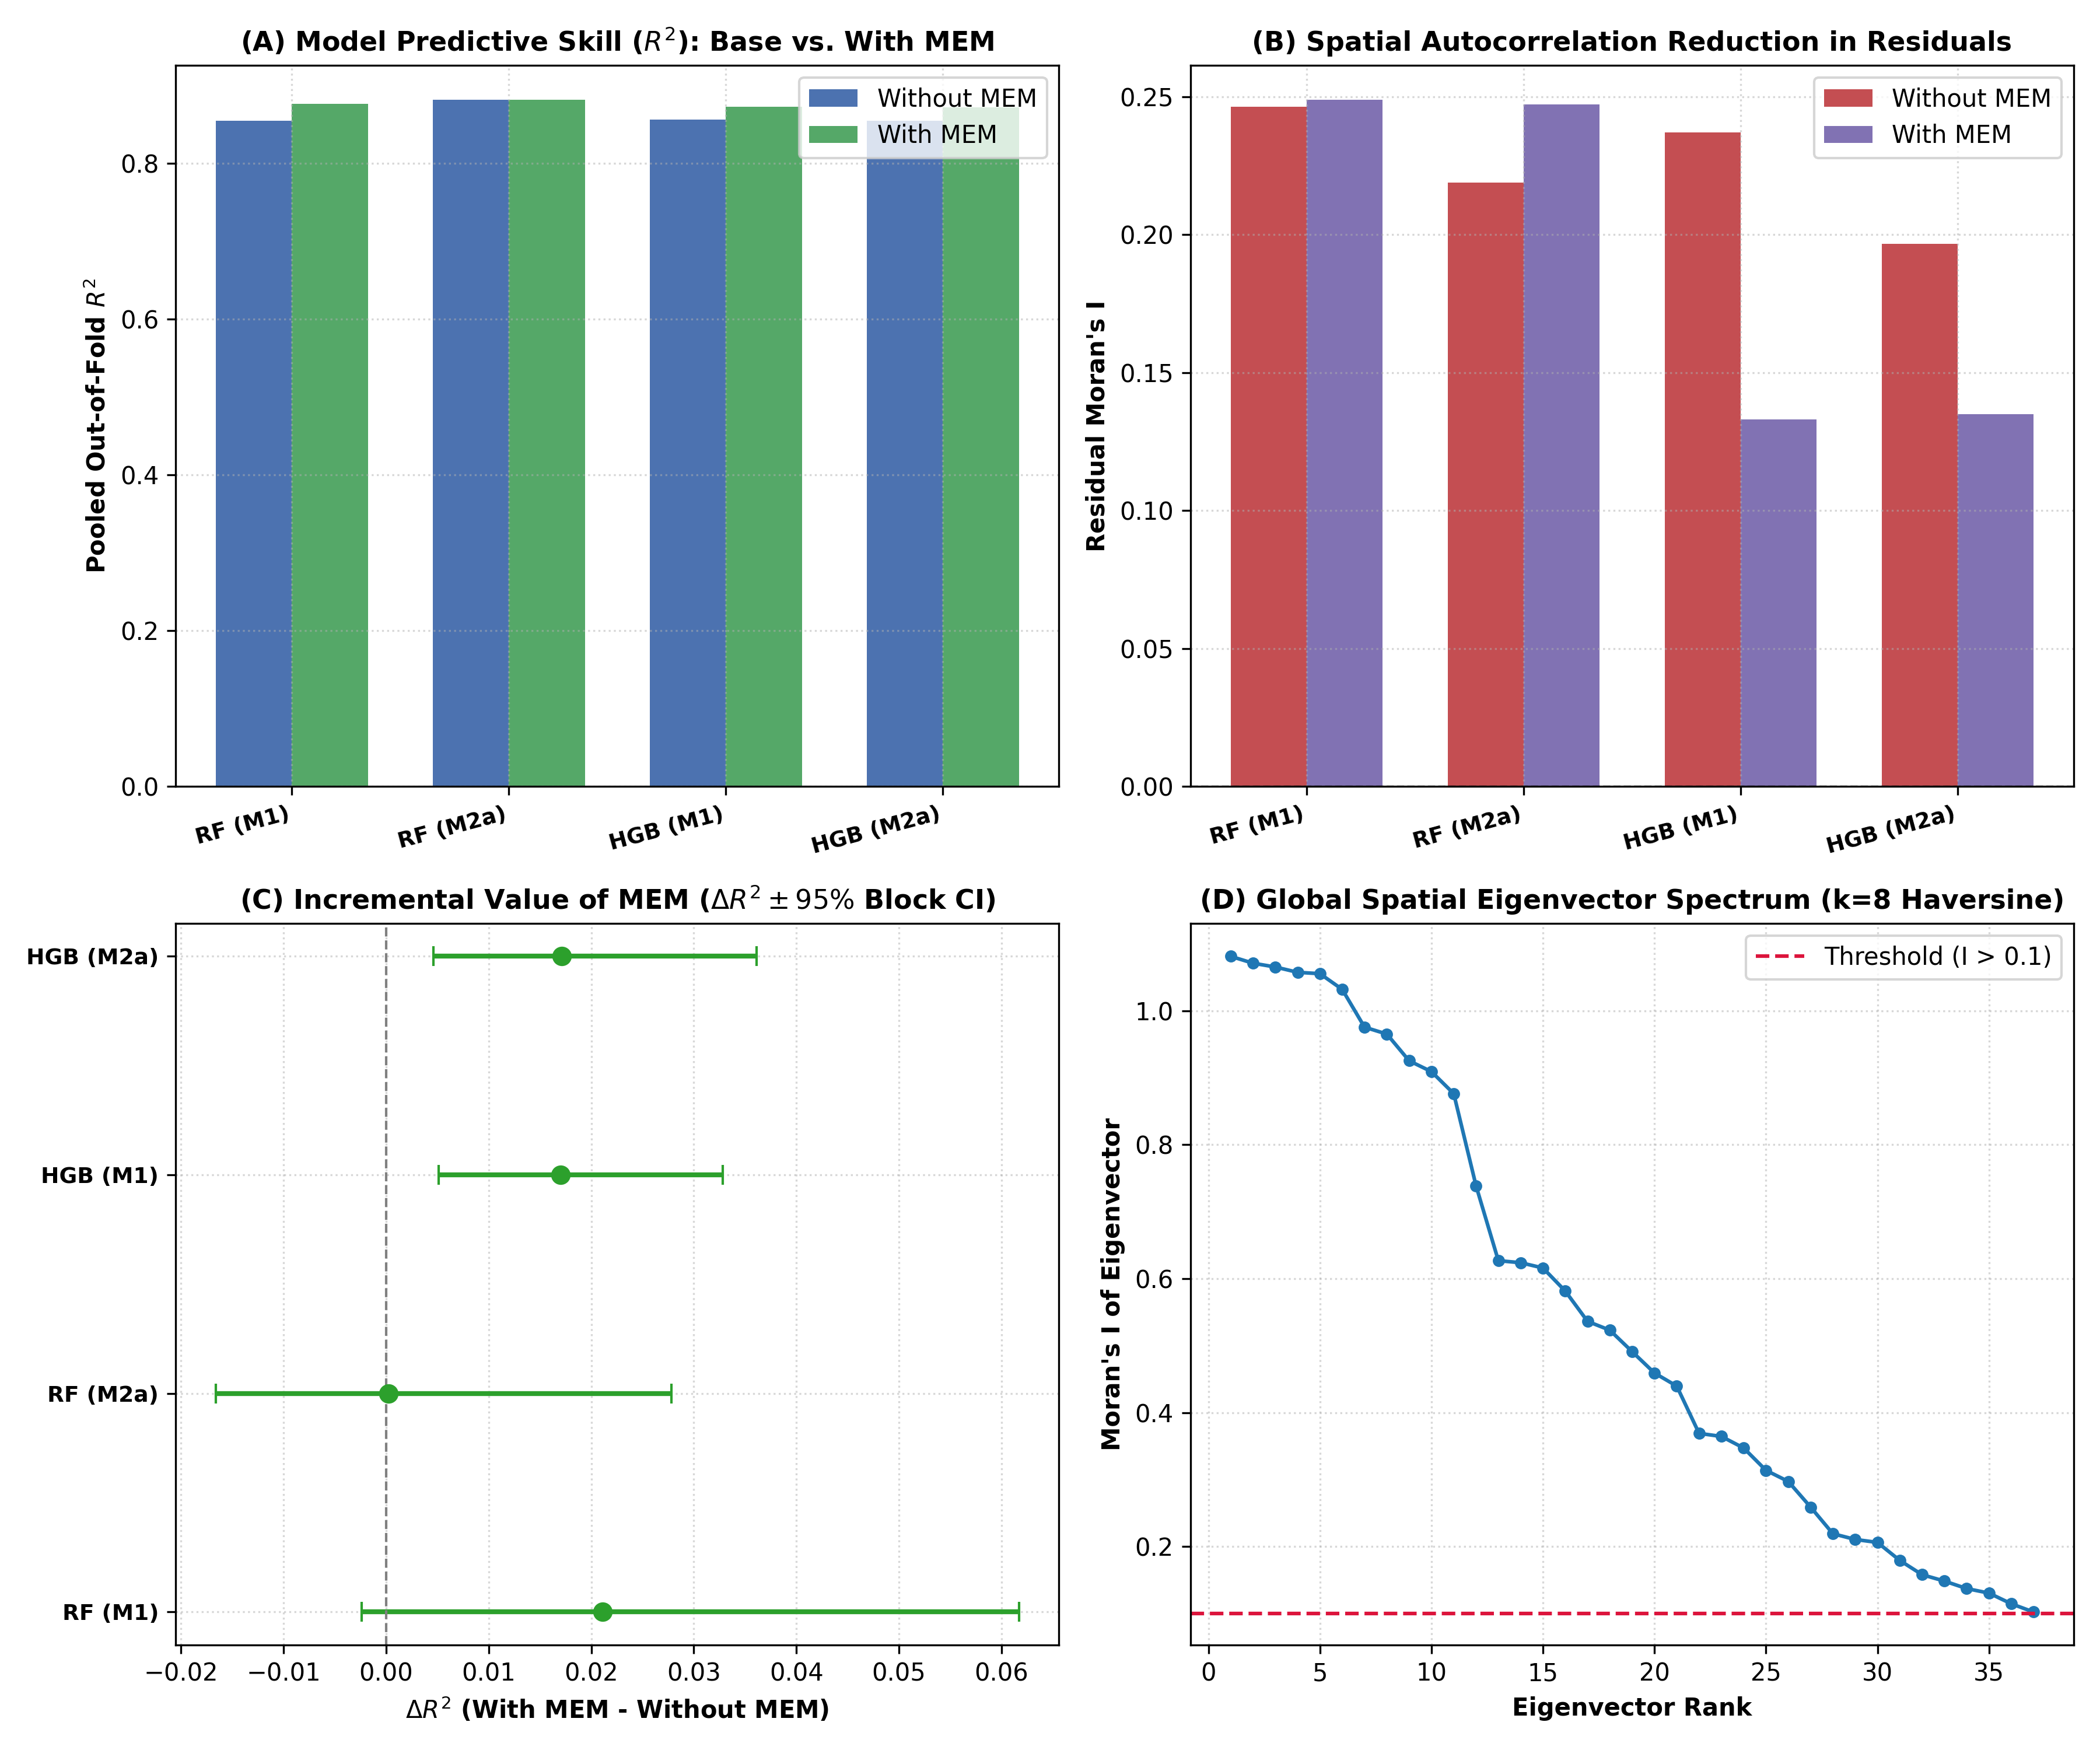 (A) Model Predictive Skill (R²): Base vs. With MEM
Without MEM
With MEM
Pooled Out-of-Fold R²
0.8
0.6
0.4
0.2
0.0
RF (M1)
RF (M2a)
HGB (M1)
HGB (M2a)
(B) Spatial Autocorrelation Reduction in Residuals
Without MEM
With MEM
Residual Moran's I
0.25
0.20
0.15
0.10
0.05
0.00
RF (M1)
RF (M2a)
HGB (M1)
HGB (M2a)
(C) Incremental Value of MEM (ΔR² ± 95% Block CI)
HGB (M2a)
HGB (M1)
RF (M2a)
RF (M1)
−0.02
−0.01
0.00
0.01
0.02
0.03
0.04
0.05
0.06
ΔR² (With MEM - Without MEM)
(D) Global Spatial Eigenvector Spectrum (k=8 Haversine)
Threshold (I > 0.1)
Moran's I of Eigenvector
1.0
0.8
0.6
0.4
0.2
0
5
10
15
20
25
30
35
Eigenvector Rank